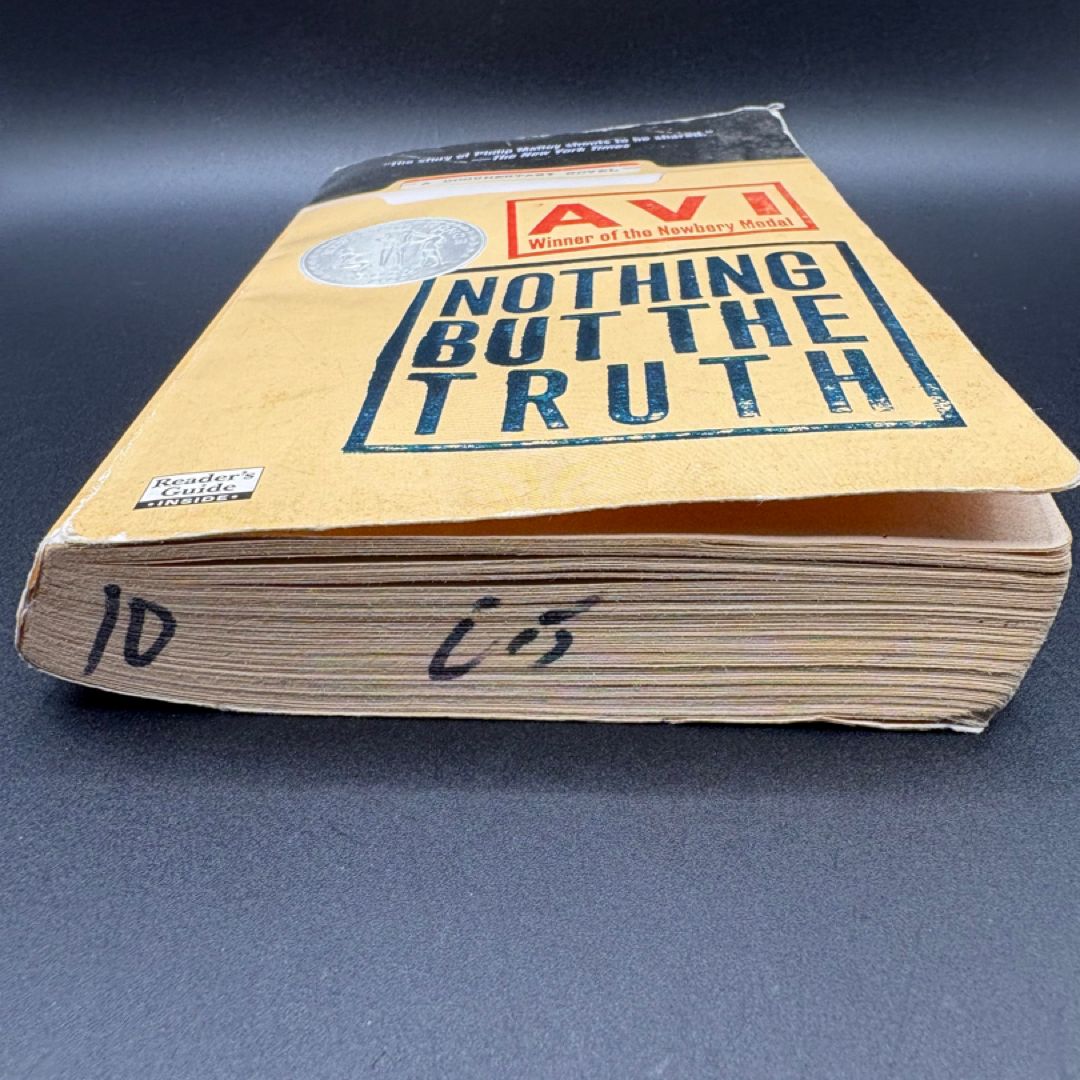 "The story of Philip Malloy shouts to be shared."
—The New York Times
A DOCUMENTARY NOVEL
AVI
Winner of the Newbery Medal
NOTHING
BUT THE
TRUTH
Reader's
Guide
•INSIDE•
10